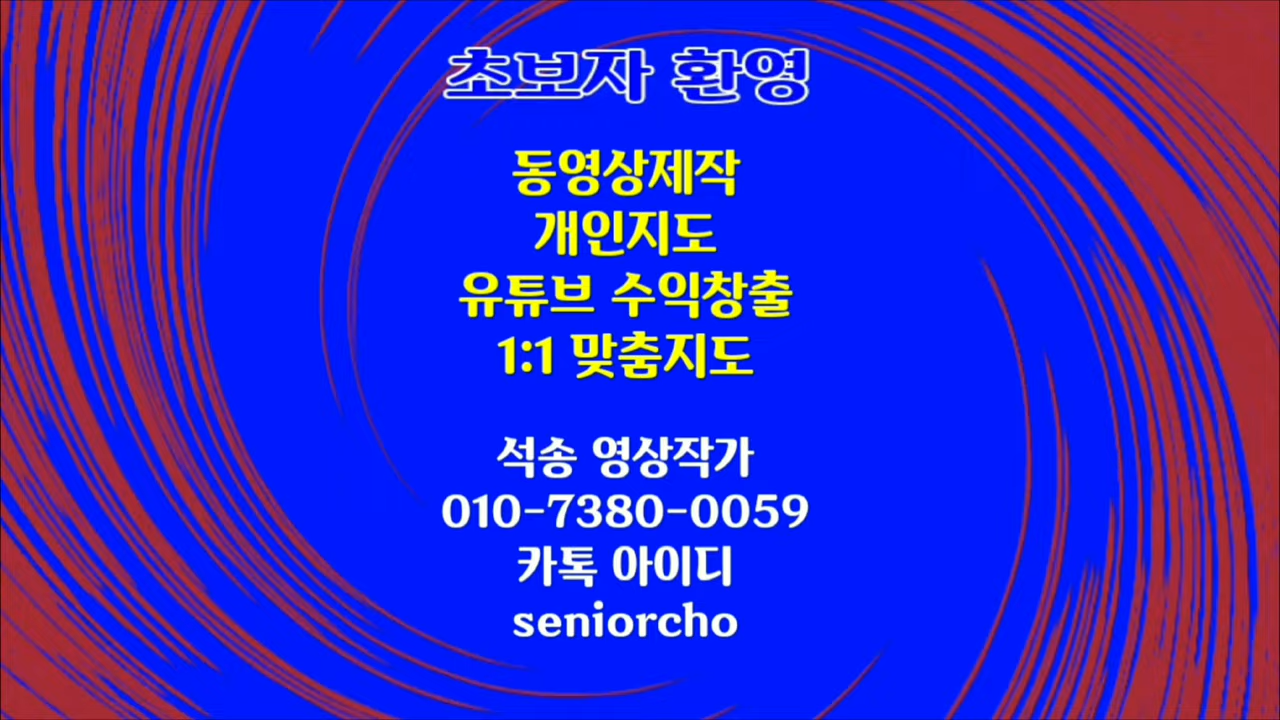 초보자 환영
동영상제작
개인지도
유튜브 수익창출
1:1 맞춤지도
석송 영상작가
010-7380-0059
카톡 아이디
seniorcho